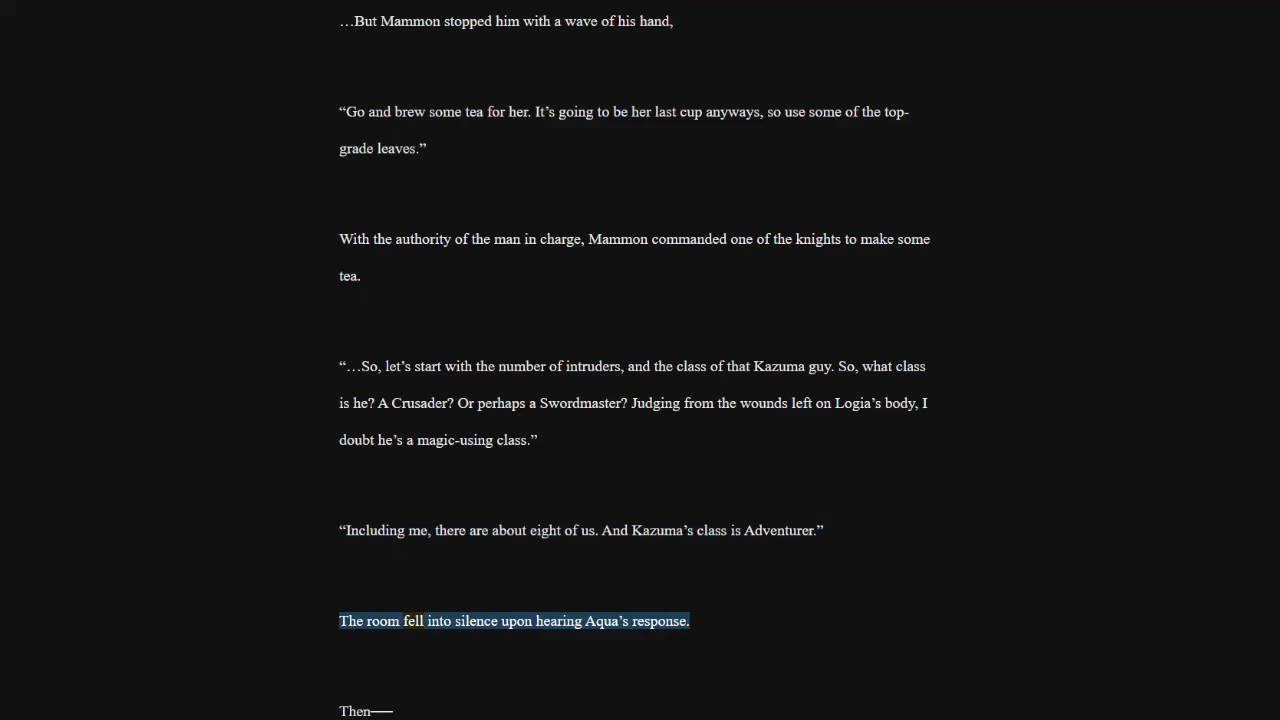 …But Mammon stopped him with a wave of his hand,
“Go and brew some tea for her. It’s going to be her last cup anyways, so use some of the top-
grade leaves.”
With the authority of the man in charge, Mammon commanded one of the knights to make some
tea.
“…So, let’s start with the number of intruders, and the class of that Kazuma guy. So, what class
is he? A Crusader? Or perhaps a Swordmaster? Judging from the wounds left on Logia’s body, I
doubt he’s a magic-using class.”
“Including me, there are about eight of us. And Kazuma’s class is Adventurer.”
The room fell into silence upon hearing Aqua’s response.
Then──